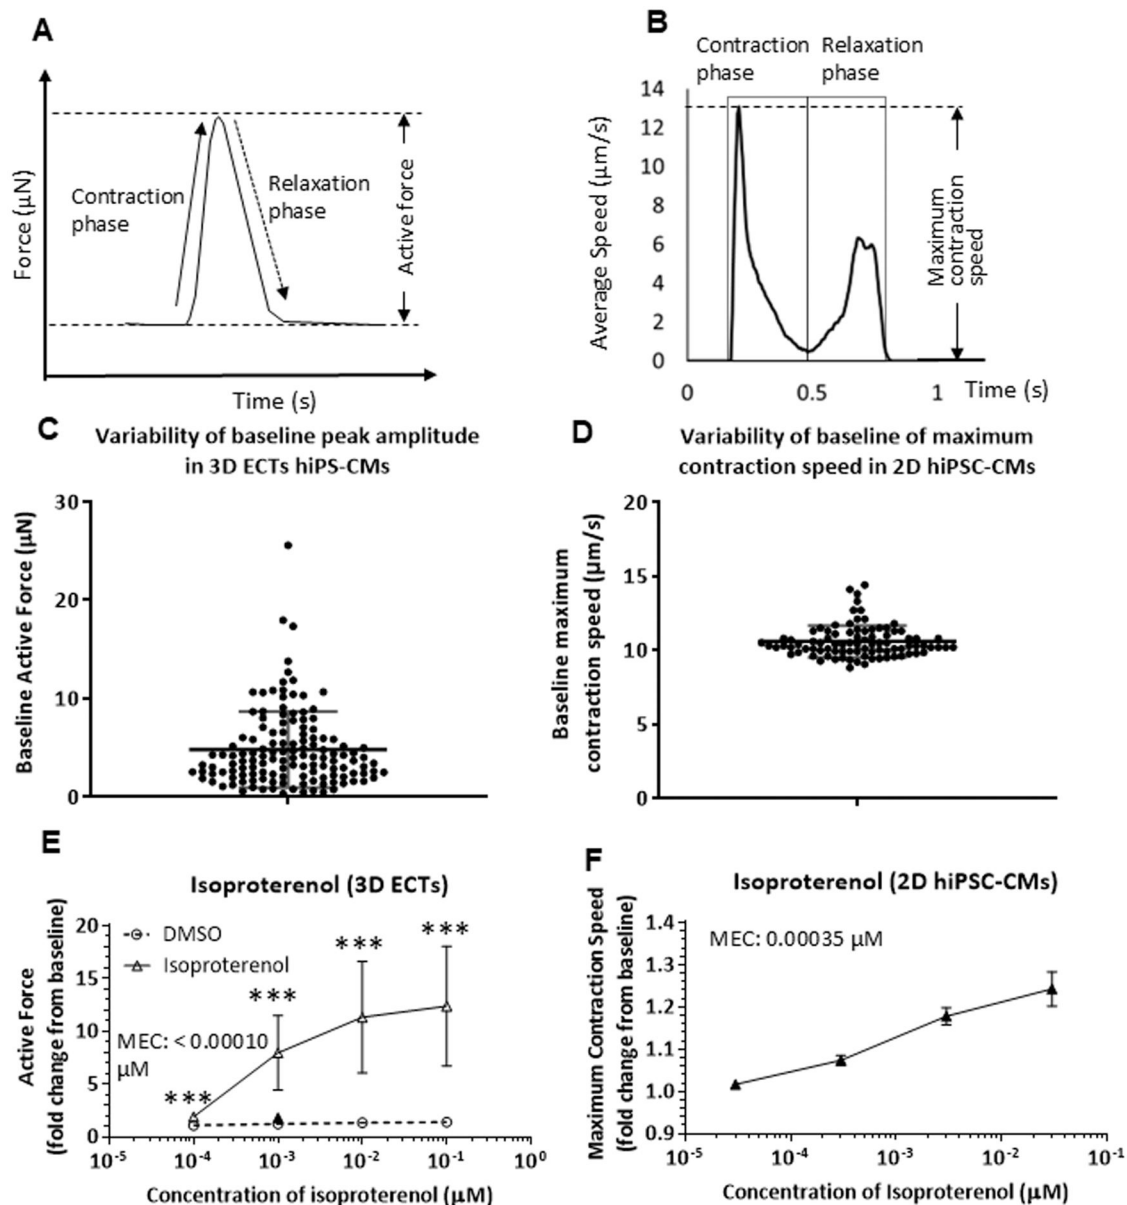 A
Force (µN)
Contraction
phase
Relaxation
phase
Active force
Time (s)
B
Contraction
phase
Relaxation
phase
Average Speed (µm/s)
14
12
10
8
6
4
2
0
Maximum
contraction
speed
0
0.5
1
Time (s)
C
Variability of baseline peak amplitude
in 3D ECTs hiPS-CMs
Baseline Active Force (µN)
30
20
10
0
D
Variability of baseline of maximum
contraction speed in 2D hiPSC-CMs
Baseline maximum
contraction speed (µm/s)
20
15
10
5
0
E
Isoproterenol (3D ECTs)
Active Force
(fold change from baseline)
20
15
10
5
0
DMSO
Isoproterenol
MEC: < 0.00010
µM
***
***
***
***
10⁻⁵
10⁻⁴
10⁻³
10⁻²
10⁻¹
10⁰
Concentration of isoproterenol (µM)
F
Isoproterenol (2D hiPSC-CMs)
Maximum Contraction Speed
(fold change from baseline)
1.4
1.3
1.2
1.1
1.0
0.9
MEC: 0.00035 µM
10⁻⁵
10⁻⁴
10⁻³
10⁻²
10⁻¹
Concentration of Isoproterenol (µM)